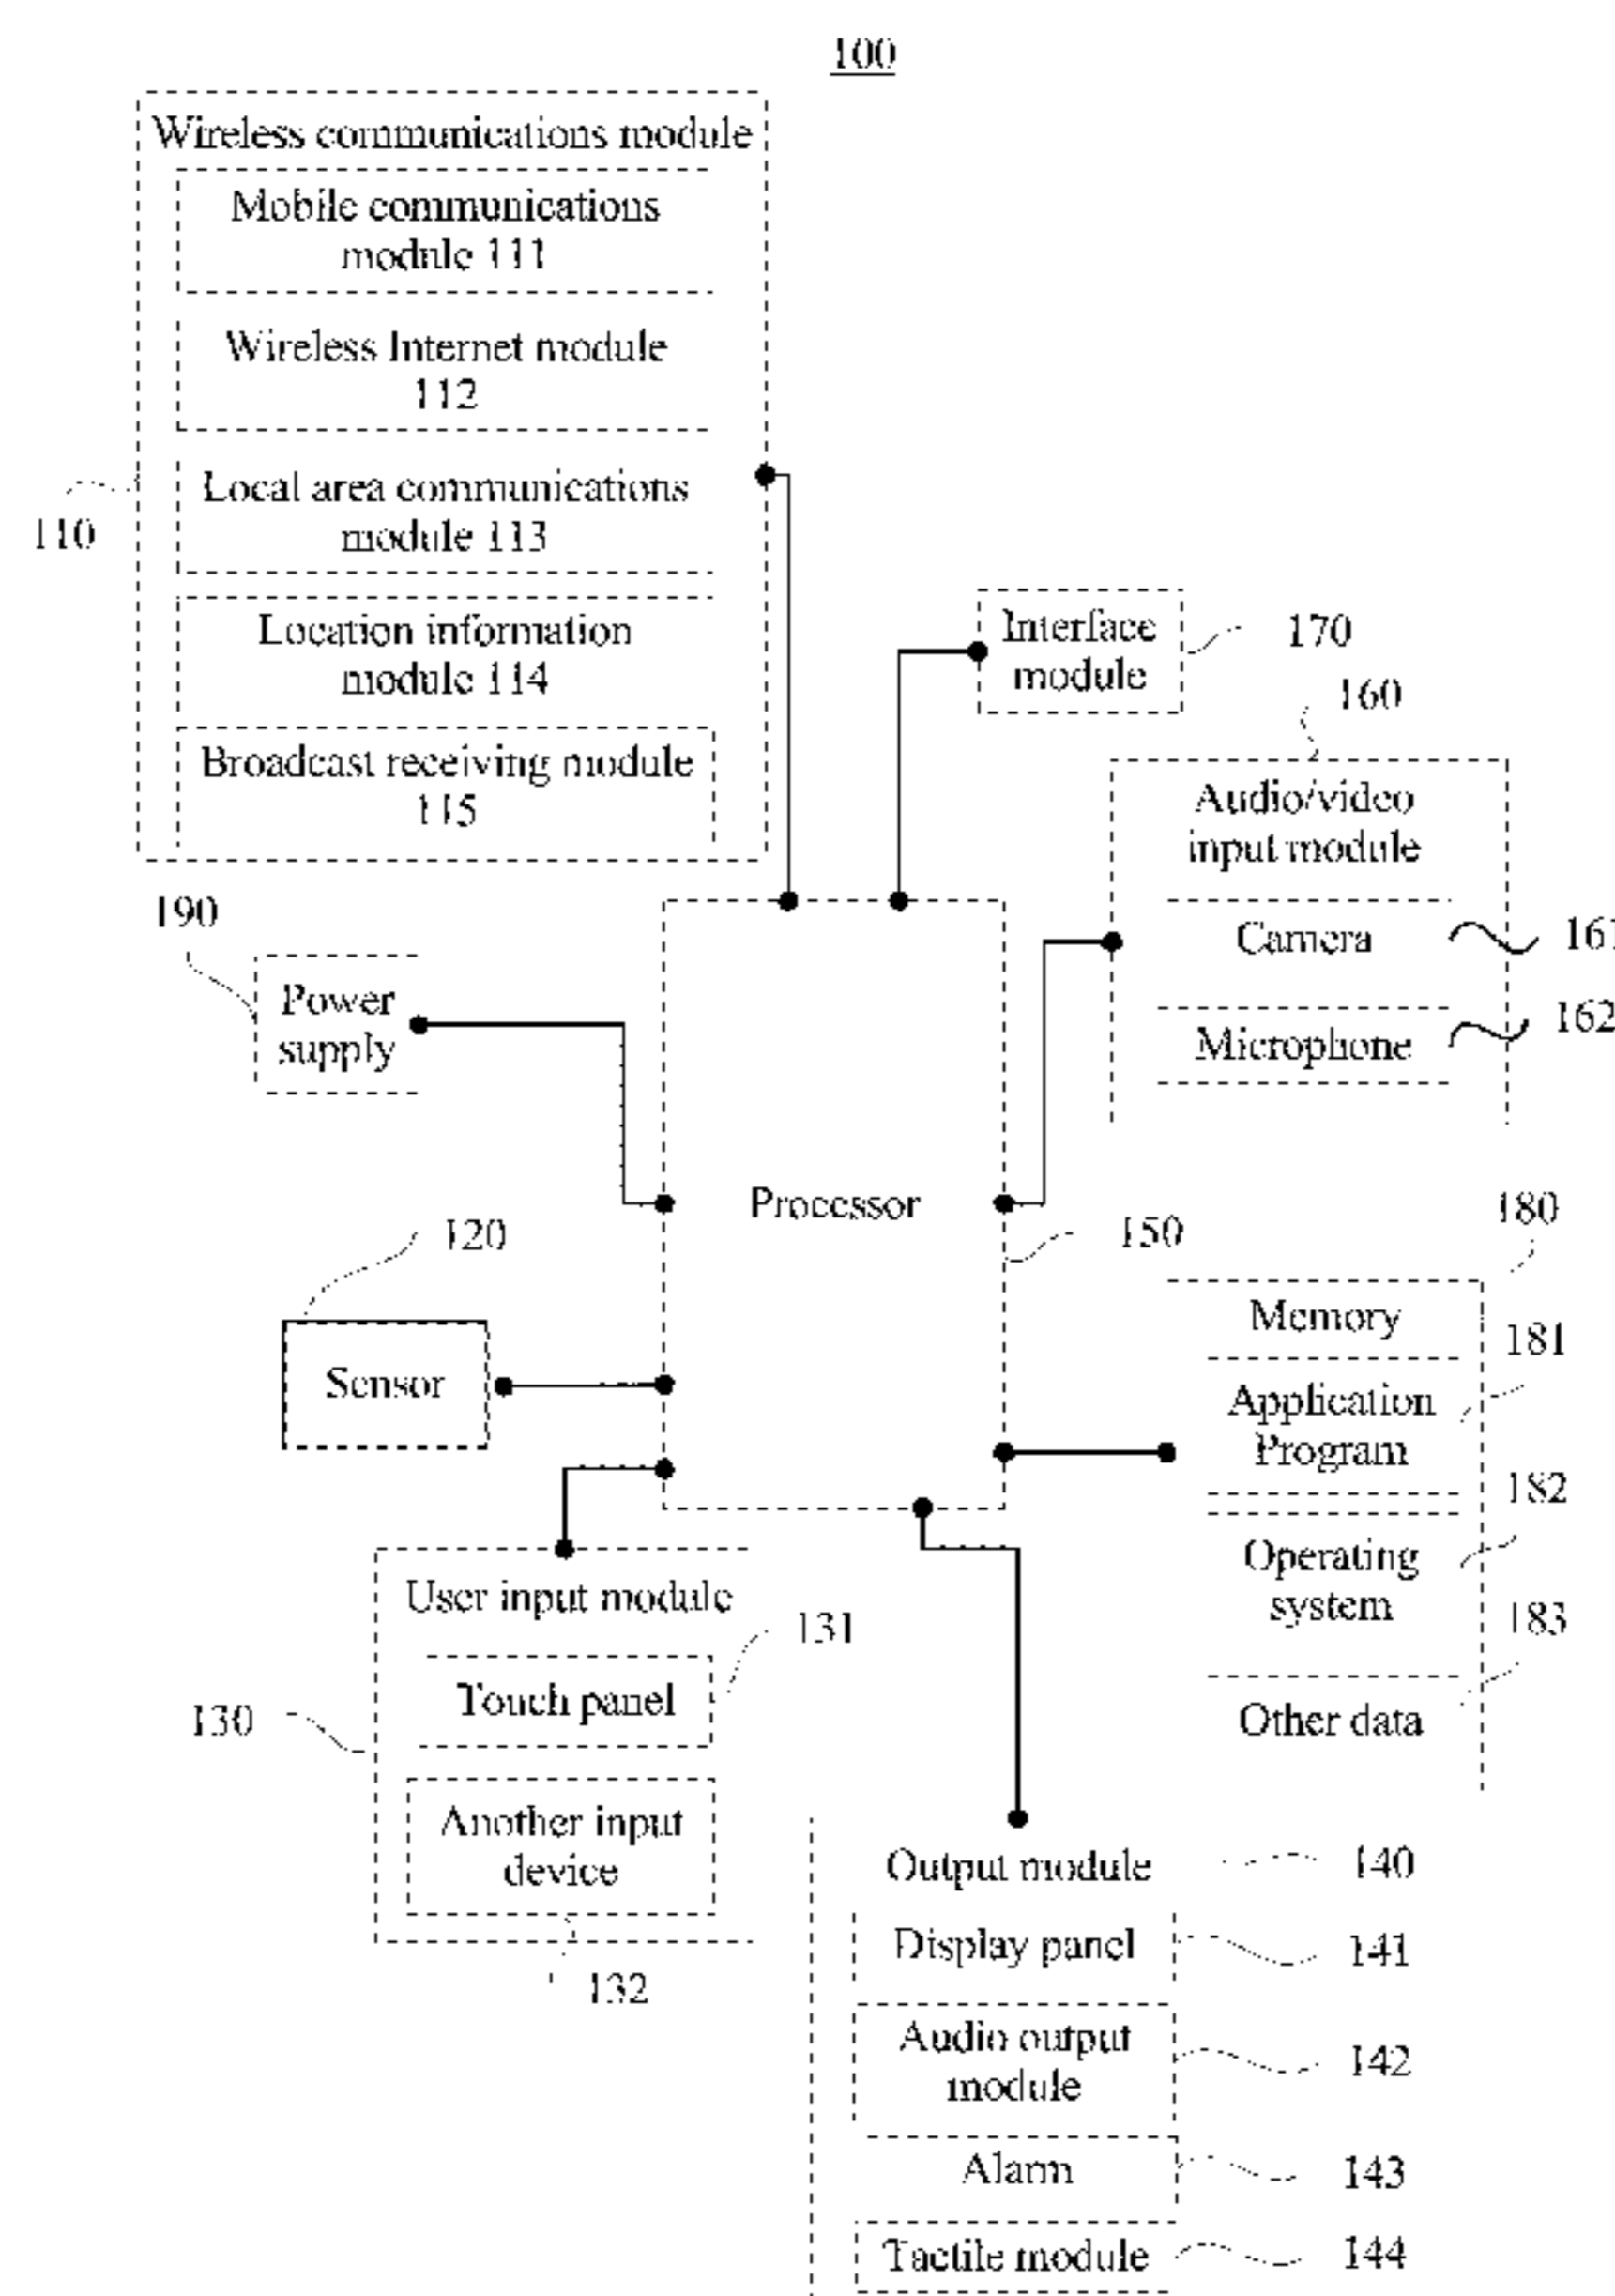 100
Wireless communications module
Mobile communications
module 111
Wireless Internet module
112
Local area communications
module 113
110
Location information
module 114
Broadcast receiving module
115
Interface
module
170
160
Audio/video
input module
Camera
161
Microphone
162
190
Power
supply
Processor
150
120
Sensor
180
Memory
181
Application
Program
182
Operating
system
183
Other data
User input module
131
Touch panel
130
Another input
device
132
Output module
140
Display panel
141
Audio output
module
142
Alarm
143
Tactile module
144